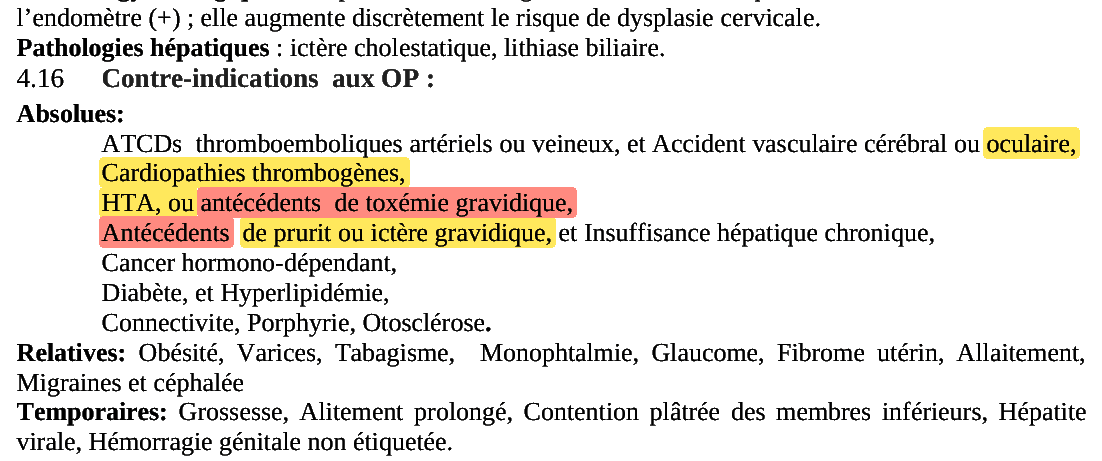 l’endomètre (+) ; elle augmente discrètement le risque de dysplasie cervicale.
Pathologies hépatiques : ictère cholestatique, lithiase biliaire.
4.16 Contre-indications aux OP :
Absolues:
ATCDs thromboemboliques artériels ou veineux, et Accident vasculaire cérébral ou oculaire,
Cardiopathies thrombogènes,
HTA, ou antécédents de toxémie gravidique,
Antécédents de prurit ou ictère gravidique, et Insuffisance hépatique chronique,
Cancer hormono-dépendant,
Diabète, et Hyperlipidémie,
Connectivite, Porphyrie, Otosclérose.
Relatives: Obésité, Varices, Tabagisme, Monophtalmie, Glaucome, Fibrome utérin, Allaitement,
Migraines et céphalée
Temporaires: Grossesse, Alitement prolongé, Contention plâtrée des membres inférieurs, Hépatite
virale, Hémorragie génitale non étiquetée.